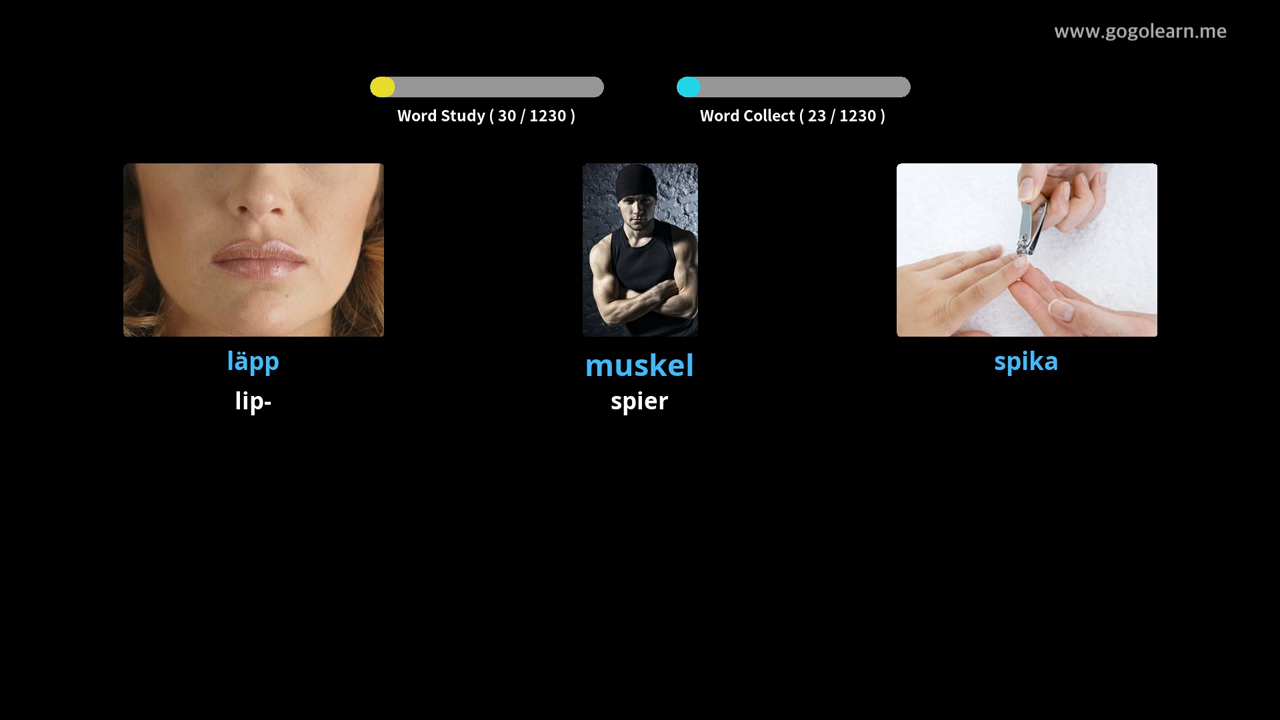 www.gogolearn.me
Word Study ( 30 / 1230 )
Word Collect ( 23 / 1230 )
läpp
muskel
spika
lip-
spier